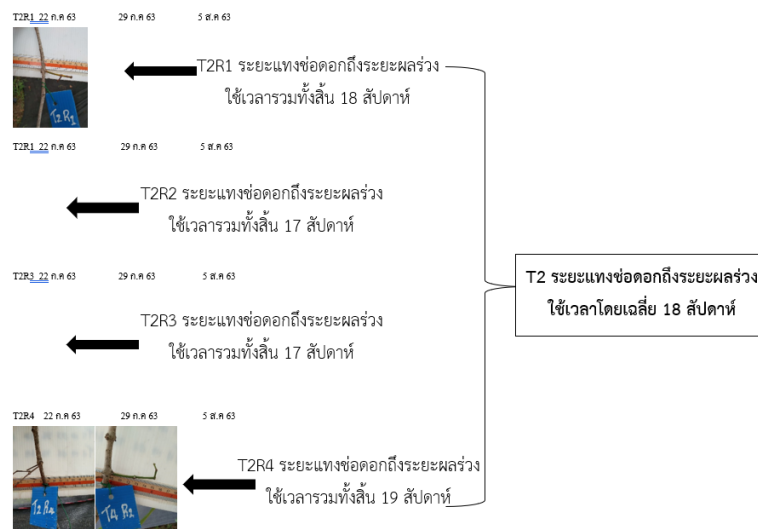 T2R1 22 ก.ค 63 29 ก.ค 63 5 ส.ค 63
T2R1 ระยะแทงช่อดอกถึงระยะผลร่วง
ใช้เวลารวมทั้งสิ้น 18 สัปดาห์
T2R1
T2R1 22 ก.ค 63 29 ก.ค 63 5 ส.ค 63
T2R2 ระยะแทงช่อดอกถึงระยะผลร่วง
ใช้เวลารวมทั้งสิ้น 17 สัปดาห์
T2 ระยะแทงช่อดอกถึงระยะผลร่วง
ใช้เวลาโดยเฉลี่ย 18 สัปดาห์
T2R3 22 ก.ค 63 29 ก.ค 63 5 ส.ค 63
T2R3 ระยะแทงช่อดอกถึงระยะผลร่วง
ใช้เวลารวมทั้งสิ้น 17 สัปดาห์
T2R4 22 ก.ค 63 29 ก.ค 63 5 ส.ค 63
T2R4 ระยะแทงช่อดอกถึงระยะผลร่วง
ใช้เวลารวมทั้งสิ้น 19 สัปดาห์
T2R4
T4R2